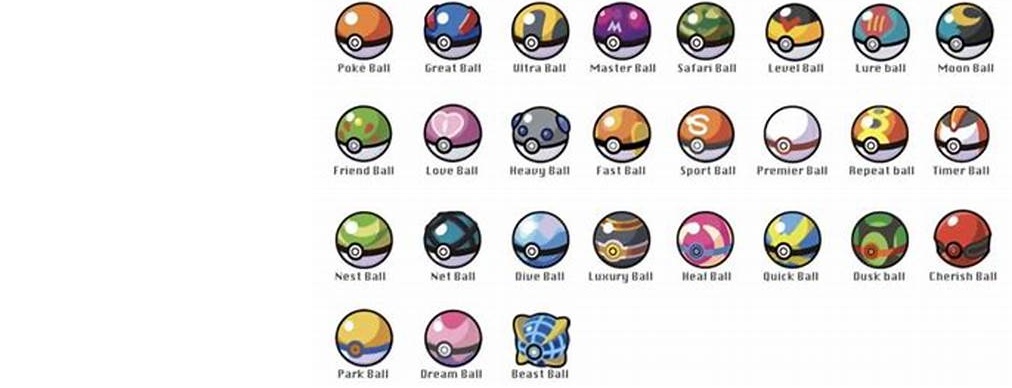 Poké Ball
Great Ball
Ultra Ball
Master Ball
Safari Ball
Level Ball
Lure ball
Moon Ball
Friend Ball
Love Ball
Heavy Ball
Fast Ball
Sport Ball
Premier Ball
Repeat ball
Timer Ball
Nest Ball
Net Ball
Dive Ball
Luxury Ball
Heal Ball
Quick Ball
Dusk ball
Cherish Ball
Park Ball
Dream Ball
Beast Ball